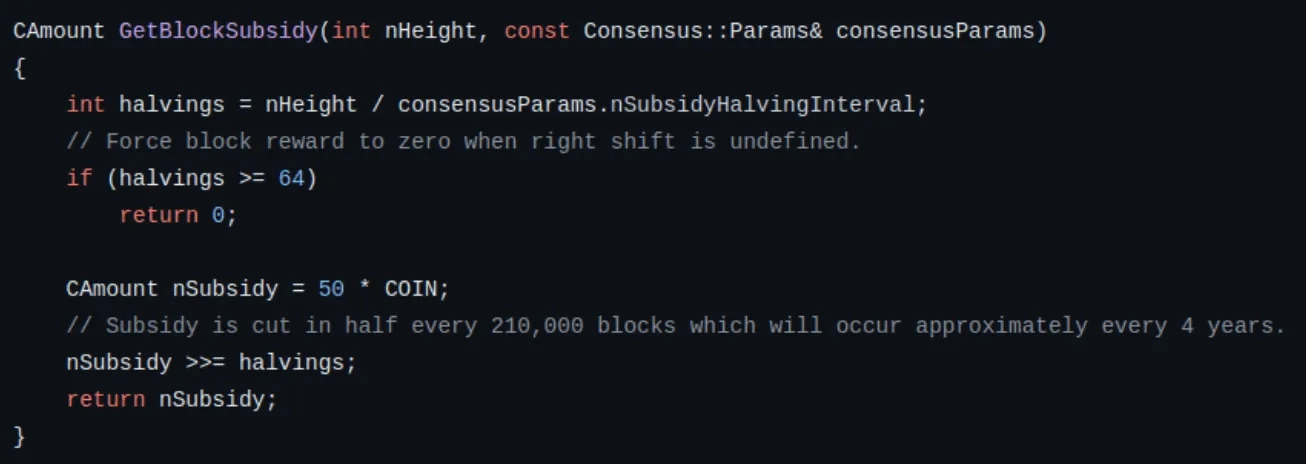 CAmount GetBlockSubsidy(int nHeight, const Consensus::Params& consensusParams)
{
    int halvings = nHeight / consensusParams.nSubsidyHalvingInterval;
    // Force block reward to zero when right shift is undefined.
    if (halvings >= 64)
        return 0;

    CAmount nSubsidy = 50 * COIN;
    // Subsidy is cut in half every 210,000 blocks which will occur approximately every 4 years.
    nSubsidy >>= halvings;
    return nSubsidy;
}